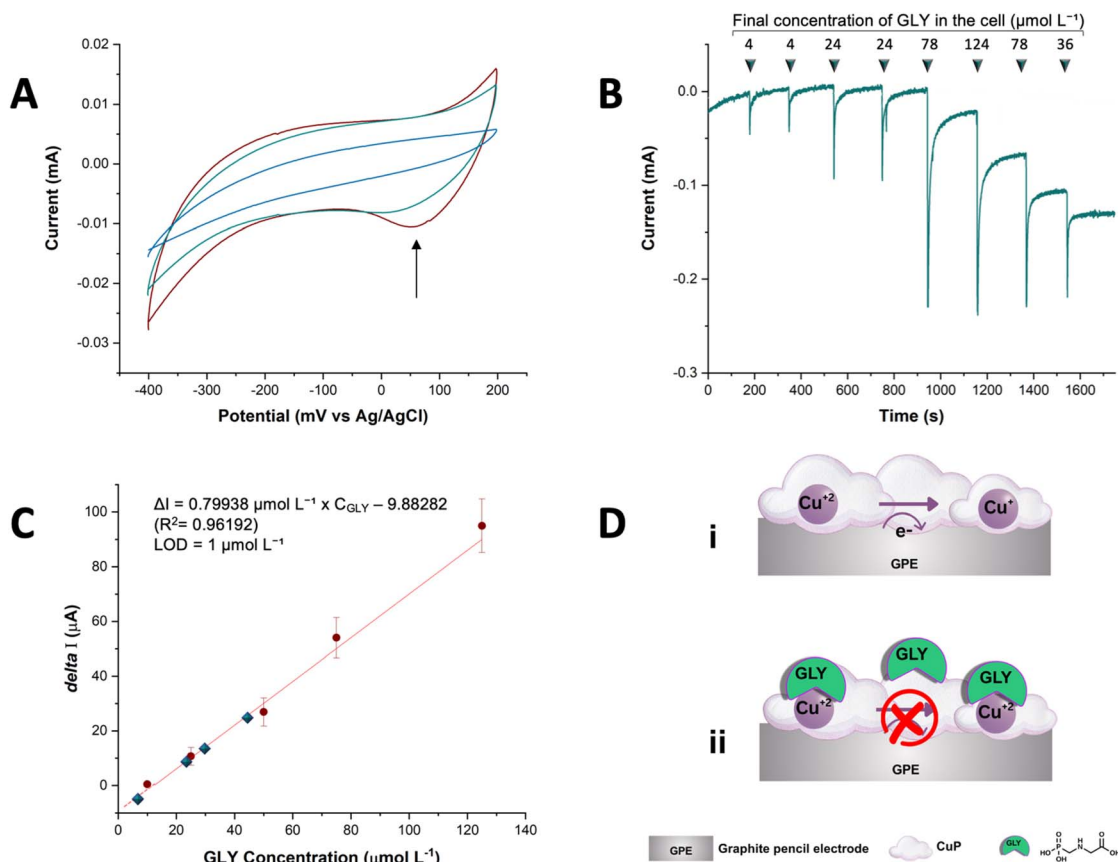 A
0.02
0.01
0.00
-0.01
-0.02
-0.03
Current (mA)
-400 -300 -200 -100 0 100 200
Potential (mV vs Ag/AgCl)
B
Final concentration of GLY in the cell (µmol L⁻¹)
4 4 24 24 78 124 78 36
0.0
-0.1
-0.2
-0.3
Current (mA)
0 200 400 600 800 1000 1200 1400 1600
Time (s)
C
ΔI = 0.79938 µmol L⁻¹ x C_GLY – 9.88282
(R²= 0.96192)
LOD = 1 µmol L⁻¹
100
80
60
40
20
0
delta I (µA)
0 20 40 60 80 100 120 140
GLY Concentration (µmol L⁻¹)
D
i
Cu⁺² Cu⁺
e-
GPE
ii
GLY GLY GLY
Cu⁺² Cu⁺²
GPE
GPE Graphite pencil electrode CuP GLY
O O
HO P N H OH
OH